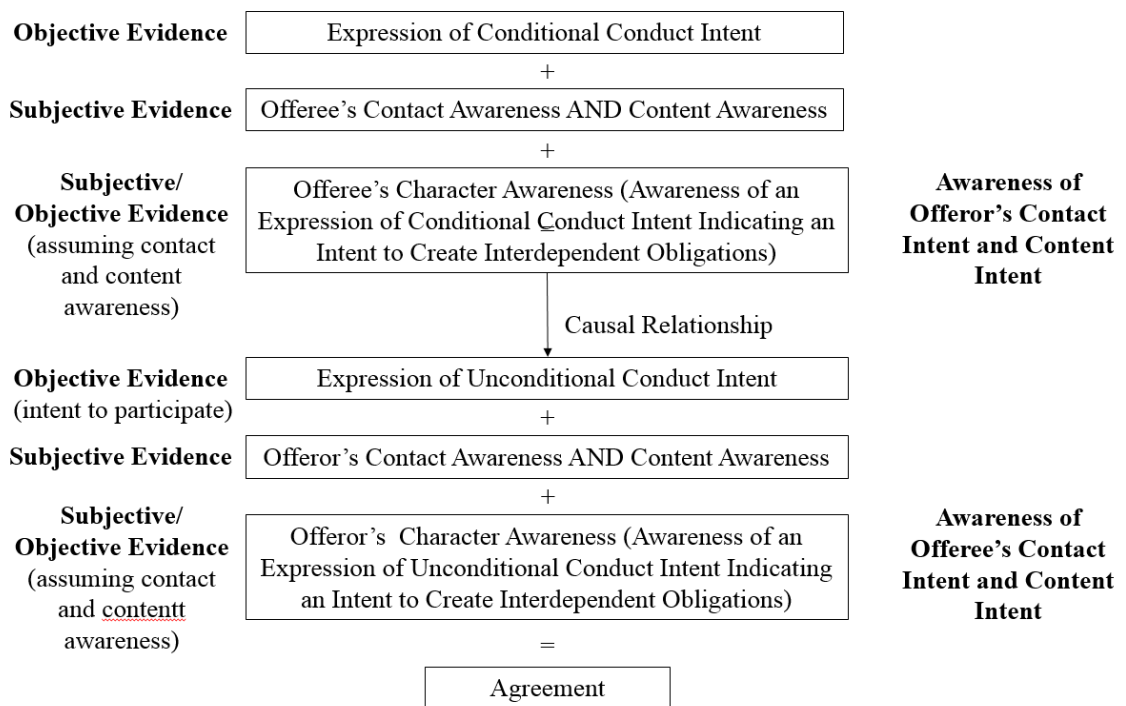 Objective Evidence
Expression of Conditional Conduct Intent
+
Subjective Evidence
Offeree's Contact Awareness AND Content Awareness
+
Subjective/
Objective Evidence
(assuming contact
and content
awareness)
Offeree's Character Awareness (Awareness of an
Expression of Conditional Conduct Intent Indicating an
Intent to Create Interdependent Obligations)
Awareness of
Offeror's Contact
Intent and Content
Intent
Causal Relationship
Objective Evidence
(intent to participate)
Expression of Unconditional Conduct Intent
+
Subjective Evidence
Offeror's Contact Awareness AND Content Awareness
+
Subjective/
Objective Evidence
(assuming contact
and contentt
awareness)
Offeror's  Character Awareness (Awareness of an
Expression of Unconditional Conduct Intent Indicating
an Intent to Create Interdependent Obligations)
Awareness of
Offeree's Contact
Intent and Content
Intent
=
Agreement